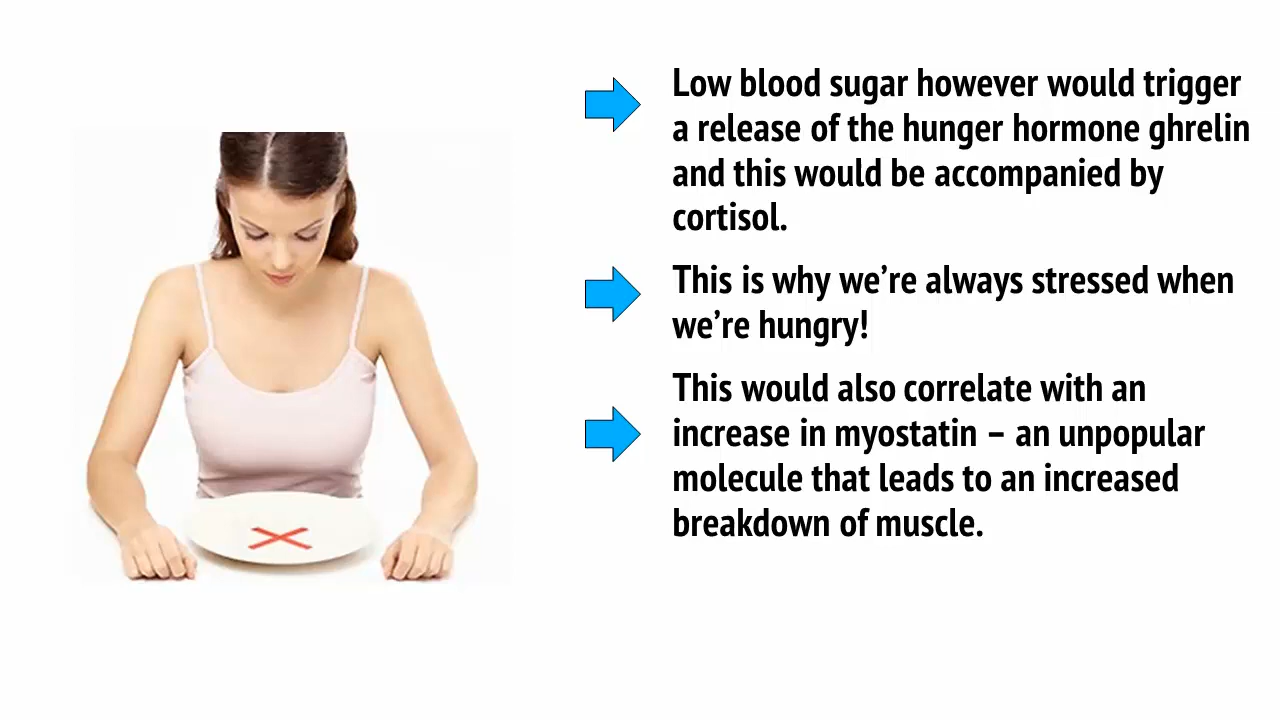 Low blood sugar however would trigger
a release of the hunger hormone ghrelin
and this would be accompanied by
cortisol.
This is why we’re always stressed when
we’re hungry!
This would also correlate with an
increase in myostatin – an unpopular
molecule that leads to an increased
breakdown of muscle.